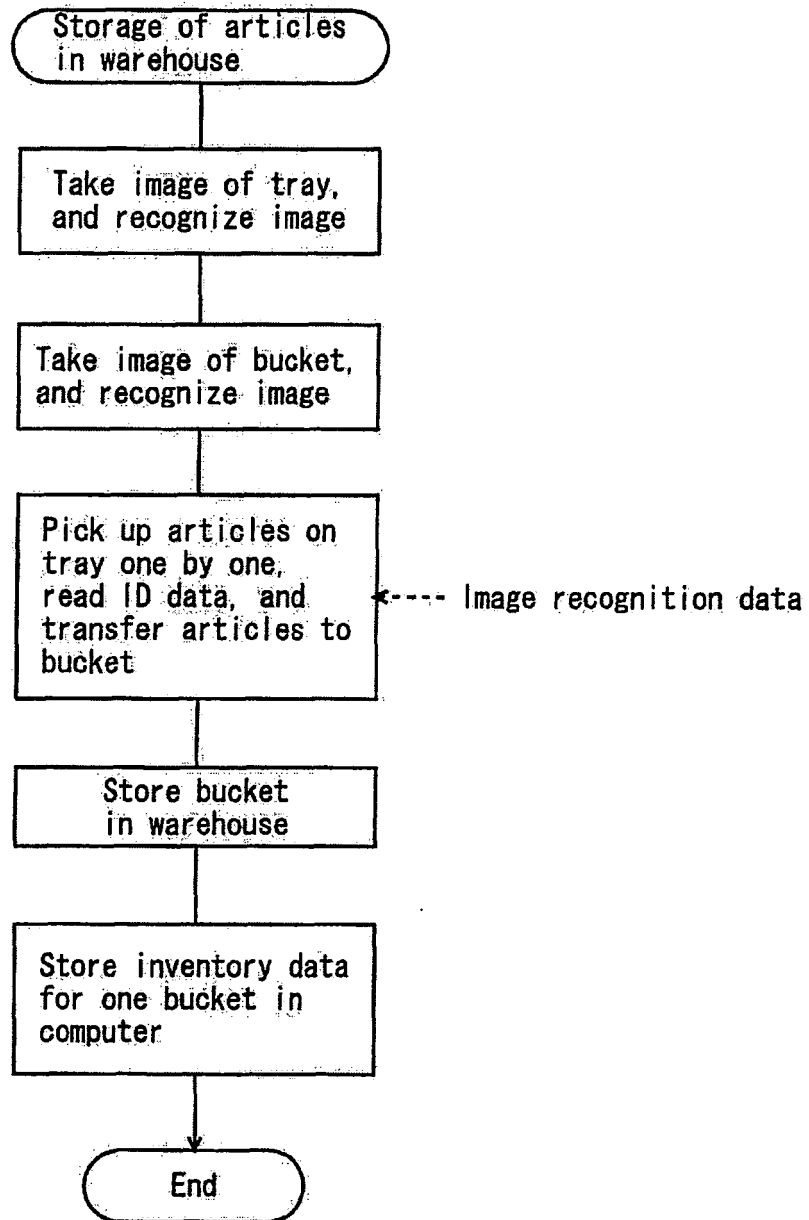 Storage of articles
in warehouse
Take image of tray,
and recognize image
Take image of bucket,
and recognize image
Pick up articles on
tray one by one,
read ID data, and
transfer articles to
bucket
Image recognition data
Store bucket
in warehouse
Store inventory data
for one bucket in
computer
End